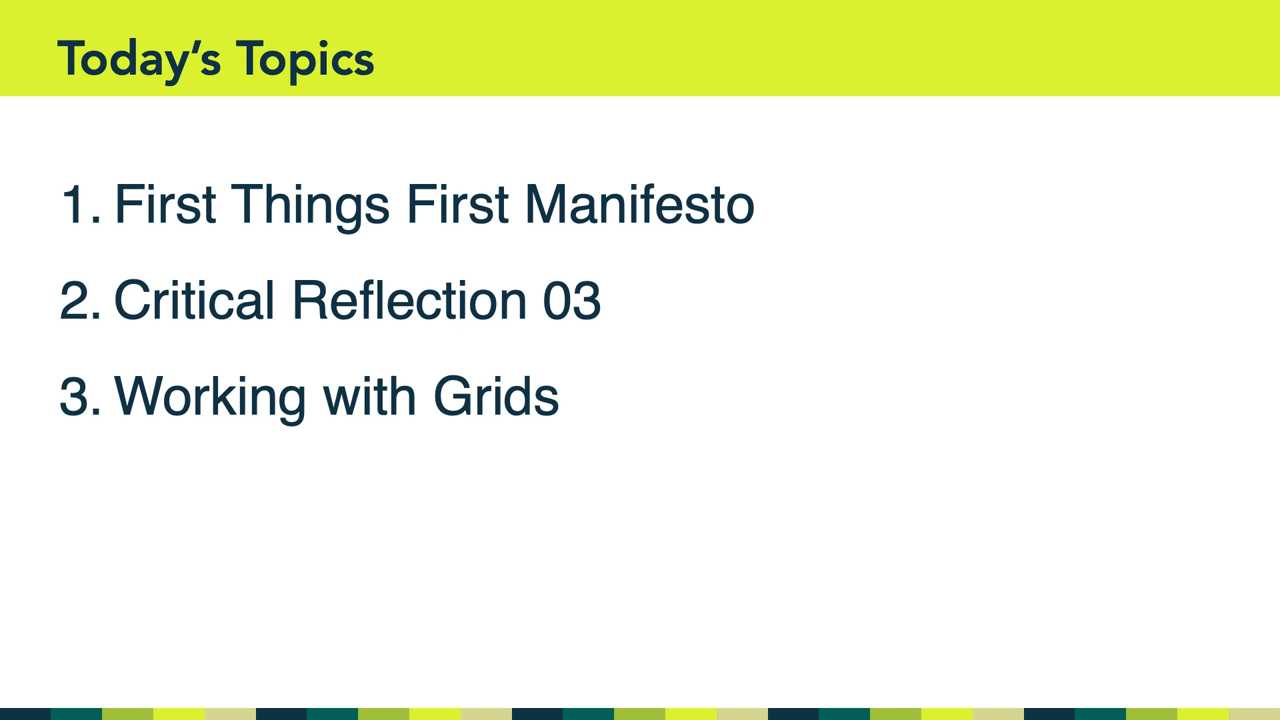 Today‘s Topics
1. First Things First Manifesto
2. Critical Reflection 03
3. Working with Grids